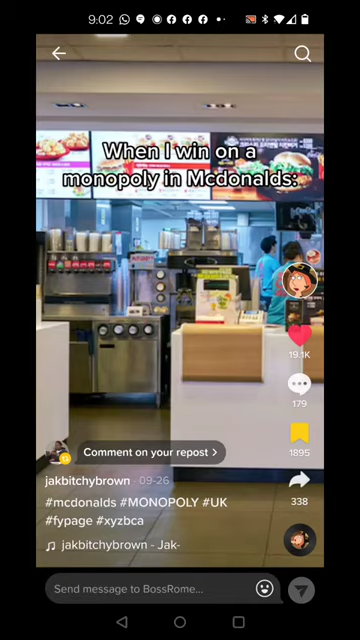 9:02
When I win on a
monopoly in Mcdonalds:
19.1K
179
1895
338
Comment on your repost >
jakbitchybrown · 09-26
#mcdonalds #MONOPOLY #UK
#fypage #xyzbca
jakbitchybrown - Jak-
Send message to BossRome...